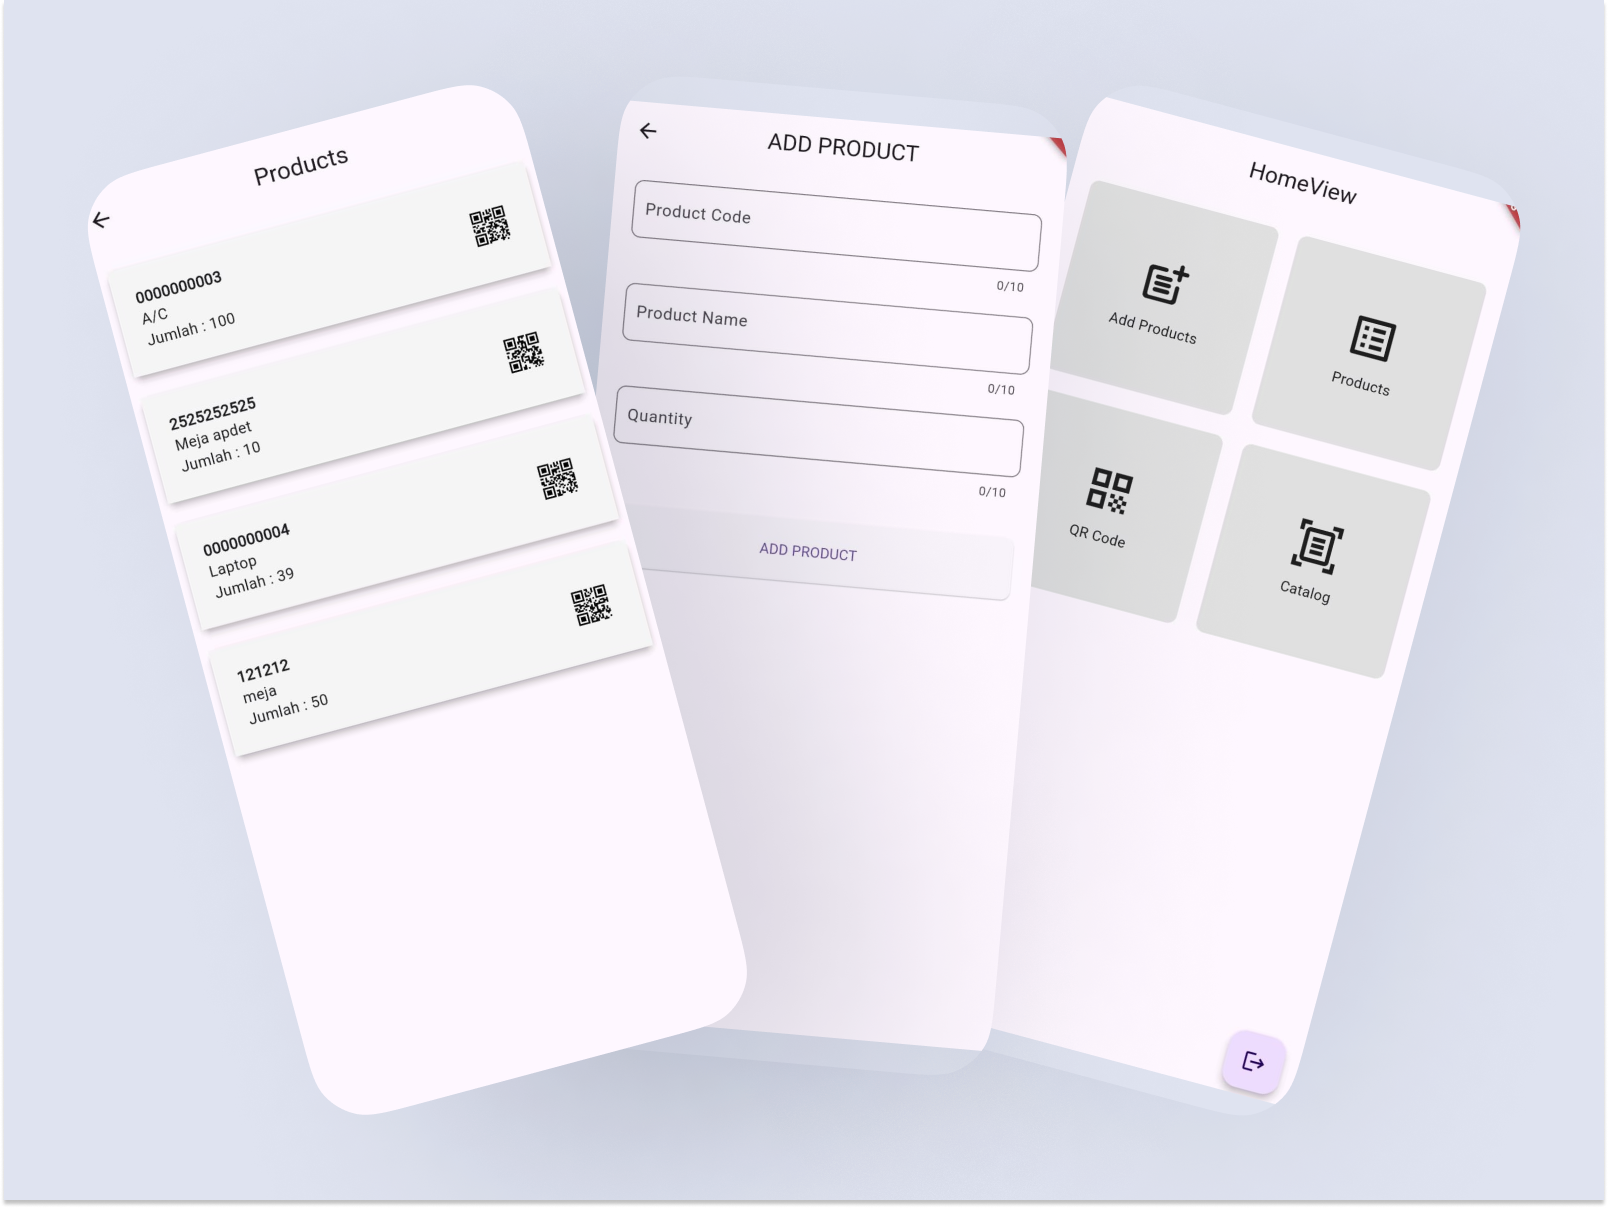 Products
0000000003
A/C
Jumlah : 100
2525252525
Meja apdet
Jumlah : 10
0000000004
Laptop
Jumlah : 39
121212
meja
Jumlah : 50
ADD PRODUCT
Product Code
0/10
Product Name
0/10
Quantity
0/10
ADD PRODUCT
HomeView
Add Products
Products
QR Code
Catalog